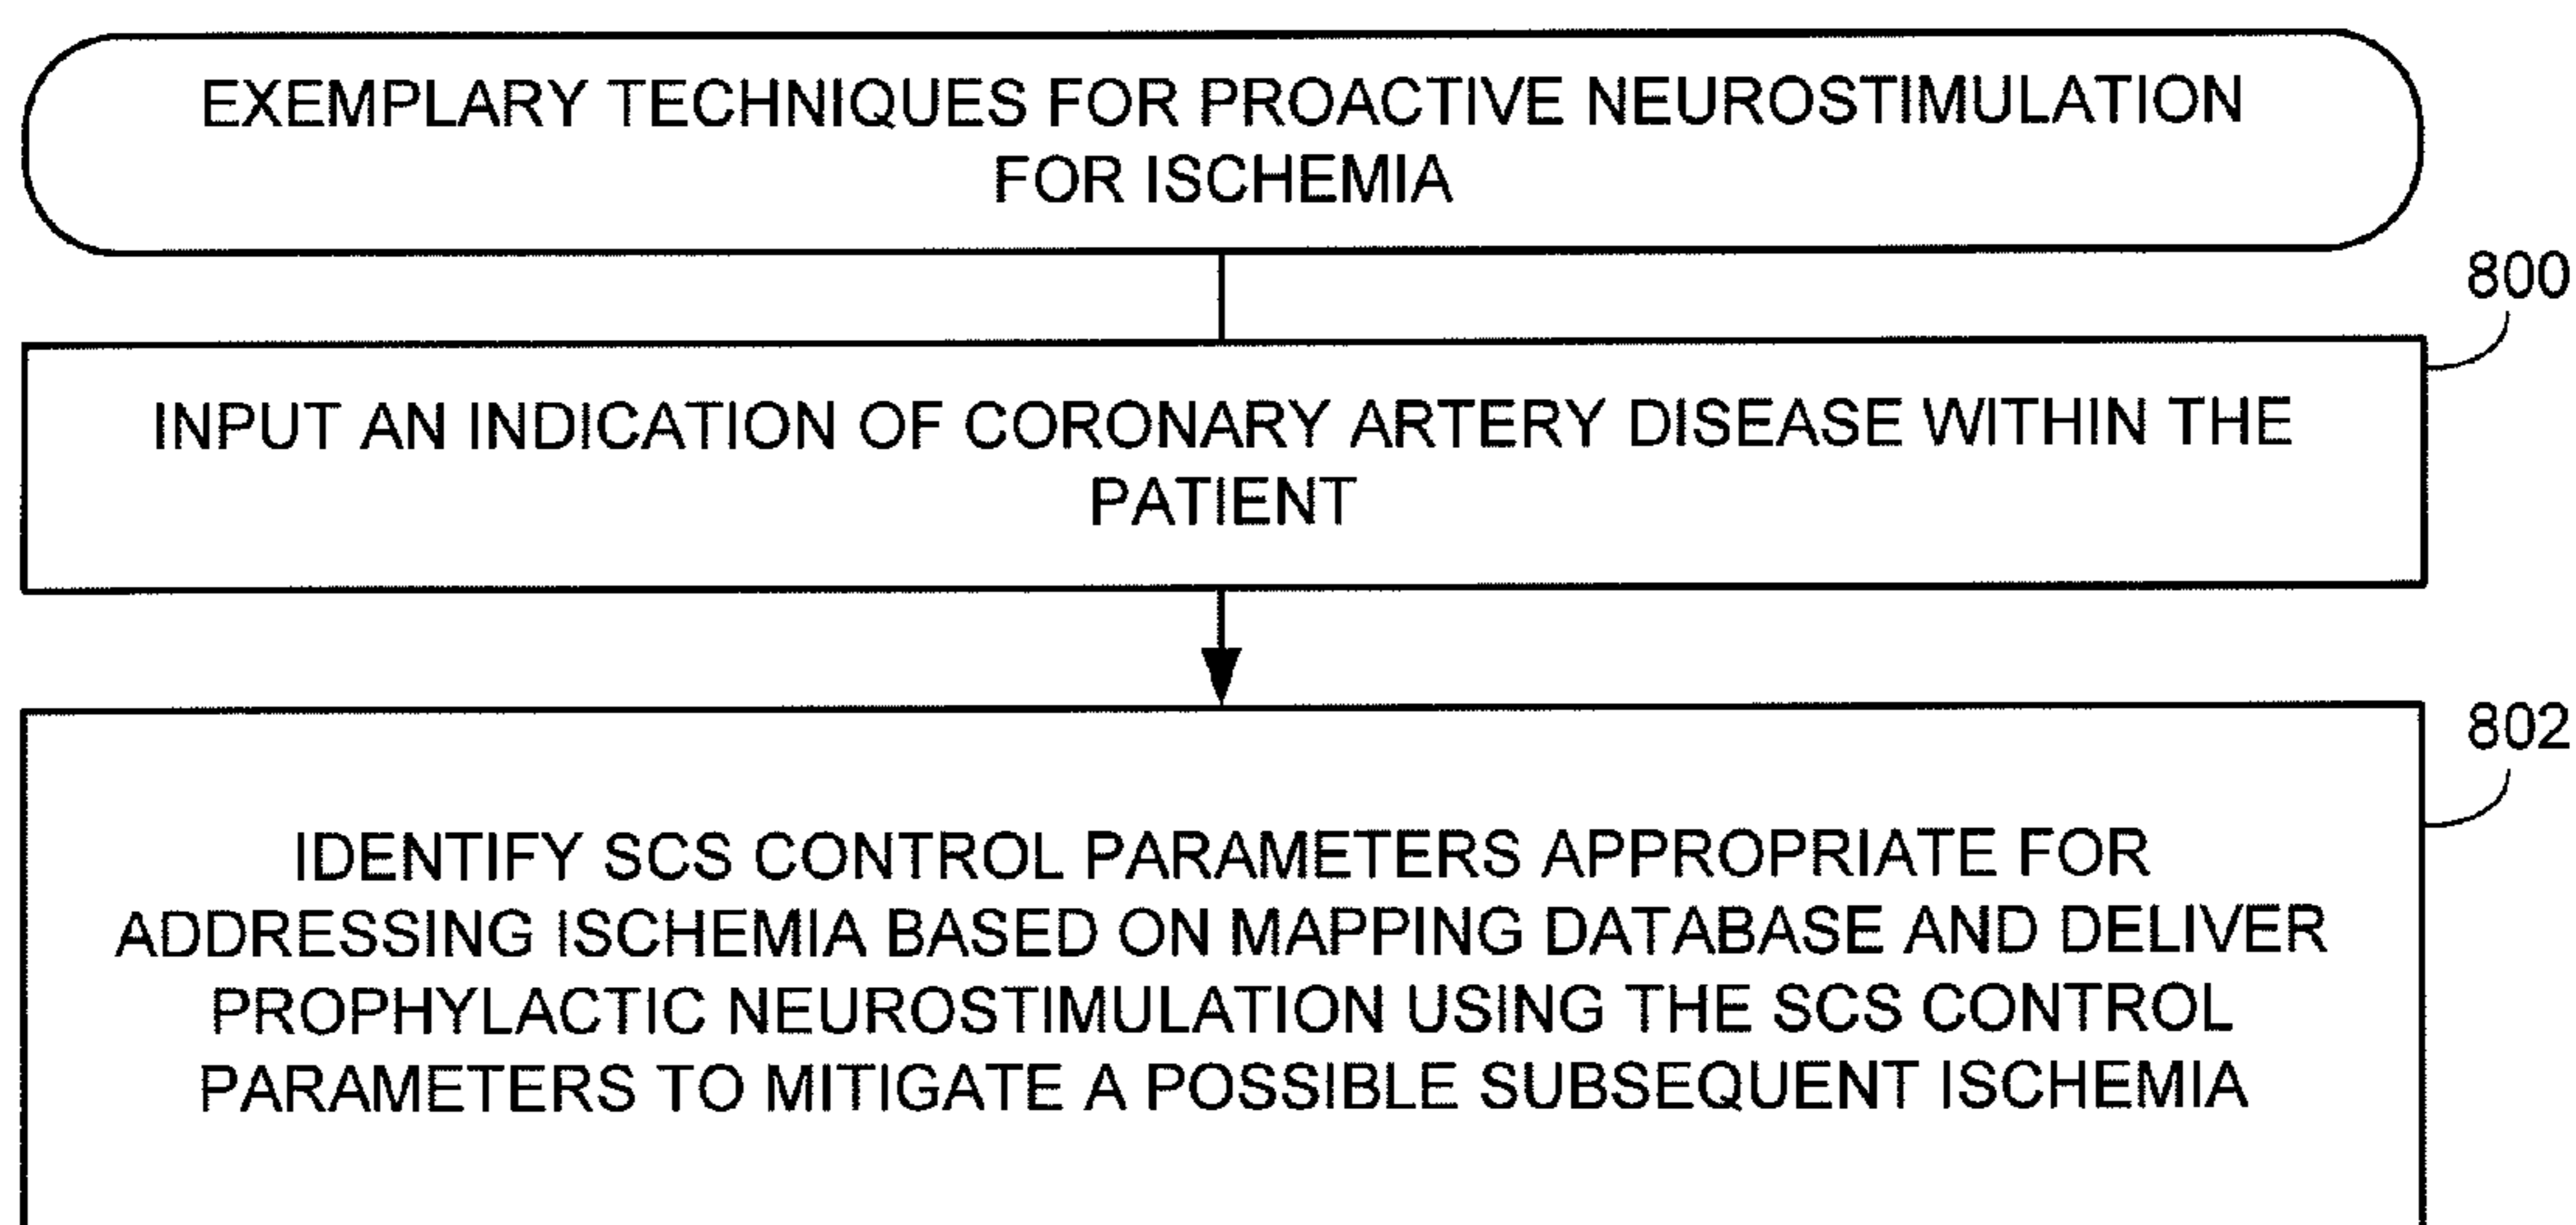 EXEMPLARY TECHNIQUES FOR PROACTIVE NEUROSTIMULATION
FOR ISCHEMIA
800
INPUT AN INDICATION OF CORONARY ARTERY DISEASE WITHIN THE
PATIENT
802
IDENTIFY SCS CONTROL PARAMETERS APPROPRIATE FOR
ADDRESSING ISCHEMIA BASED ON MAPPING DATABASE AND DELIVER
PROPHYLACTIC NEUROSTIMULATION USING THE SCS CONTROL
PARAMETERS TO MITIGATE A POSSIBLE SUBSEQUENT ISCHEMIA